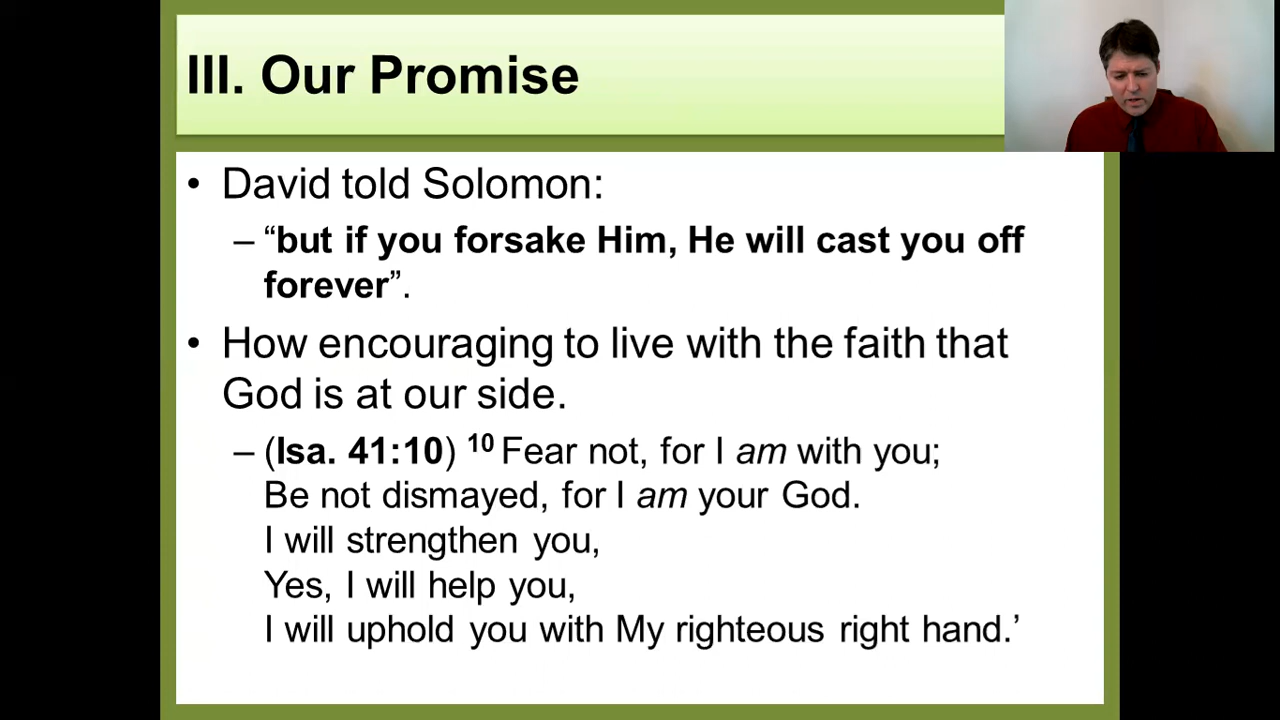 III. Our Promise
• David told Solomon:
– “but if you forsake Him, He will cast you off
forever”.
• How encouraging to live with the faith that
God is at our side.
– (Isa. 41:10) 10 Fear not, for I am with you;
Be not dismayed, for I am your God.
I will strengthen you,
Yes, I will help you,
I will uphold you with My righteous right hand.’